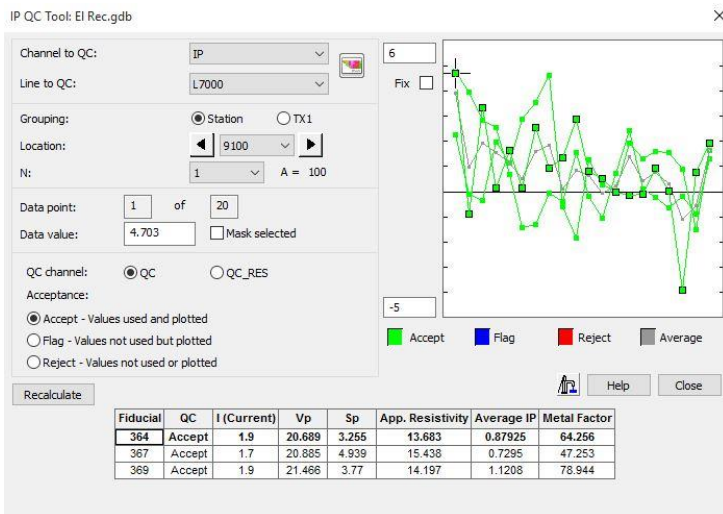 IP QC Tool: EI Rec.gdb
Channel to QC: IP
Line to QC: L7000
6
Fix
Grouping: Station TX1
Location: 9100
N: 1 A = 100
Data point: 1 of 20
Data value: 4.703 Mask selected
QC channel: QC QC_RES
Acceptance:
Accept - Values used and plotted
Flag - Values not used but plotted
Reject - Values not used or plotted
-5
Accept Flag Reject Average
Recalculate
Help Close
Fiducial QC I (Current) Vp Sp App. Resistivity Average IP Metal Factor
364 Accept 1.9 20.689 3.255 13.683 0.87925 64.256
367 Accept 1.7 20.885 4.939 15.438 0.7295 47.253
369 Accept 1.9 21.466 3.77 14.197 1.1208 78.944